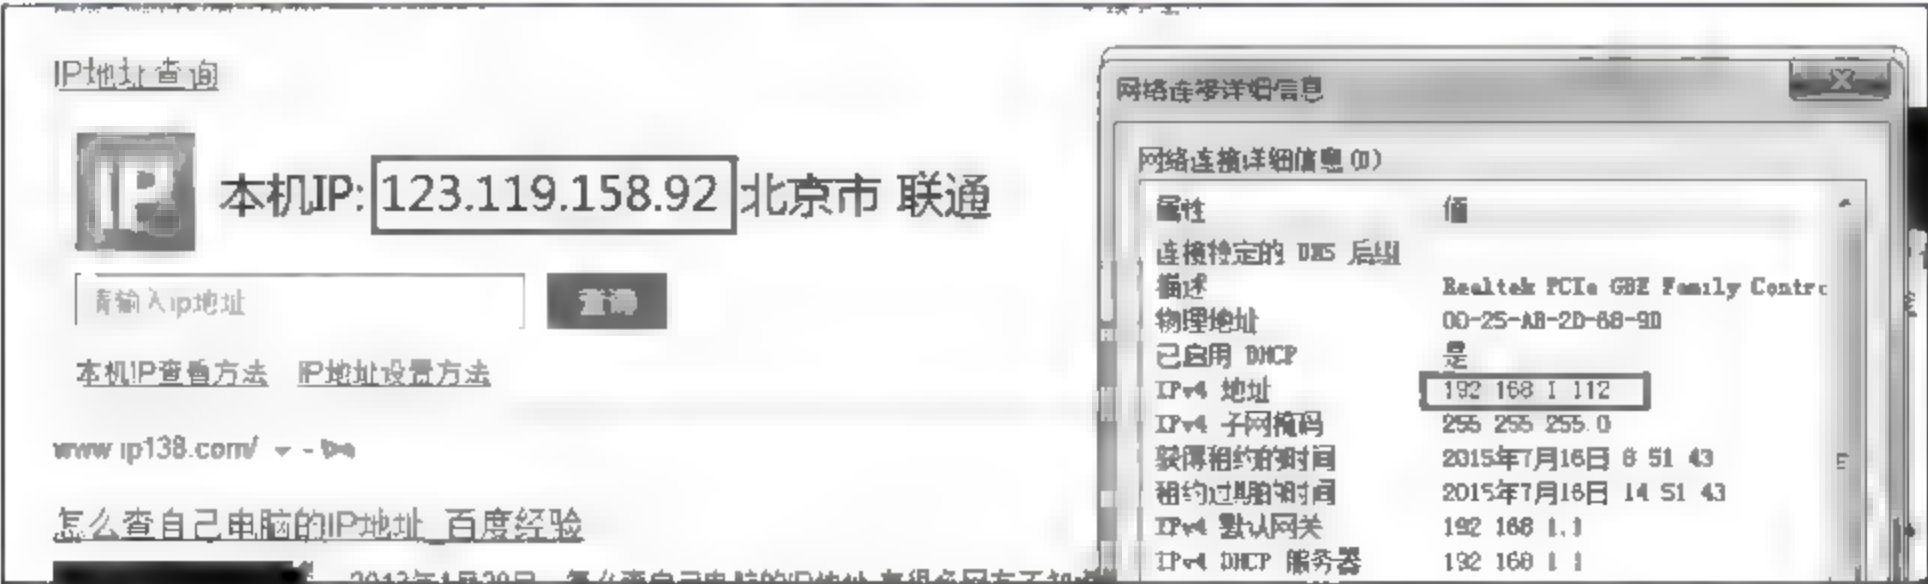 IP地址查询
本机IP: 123.119.158.92 北京市 联通
请输入ip地址
查询
本机IP查看方法 IP地址设置方法
www.ip138.com/
怎么查自己电脑的IP地址_百度经验
网络连接详细信息
网络连接详细信息(D)
属性 值
连接特定的 DNS 后缀
描述 Realtek PCIe GBE Family Contro
物理地址 00-25-AB-2D-68-9D
已启用 DHCP 是
IPv4 地址 192 168 1 112
IPv4 子网掩码 255 255 255.0
获得租约的时间 2015年7月16日 8 51 43
租约过期的时间 2015年7月16日 14 51 43
IPv4 默认网关 192 168 1.1
IPv4 DHCP 服务器 192 168 1 1